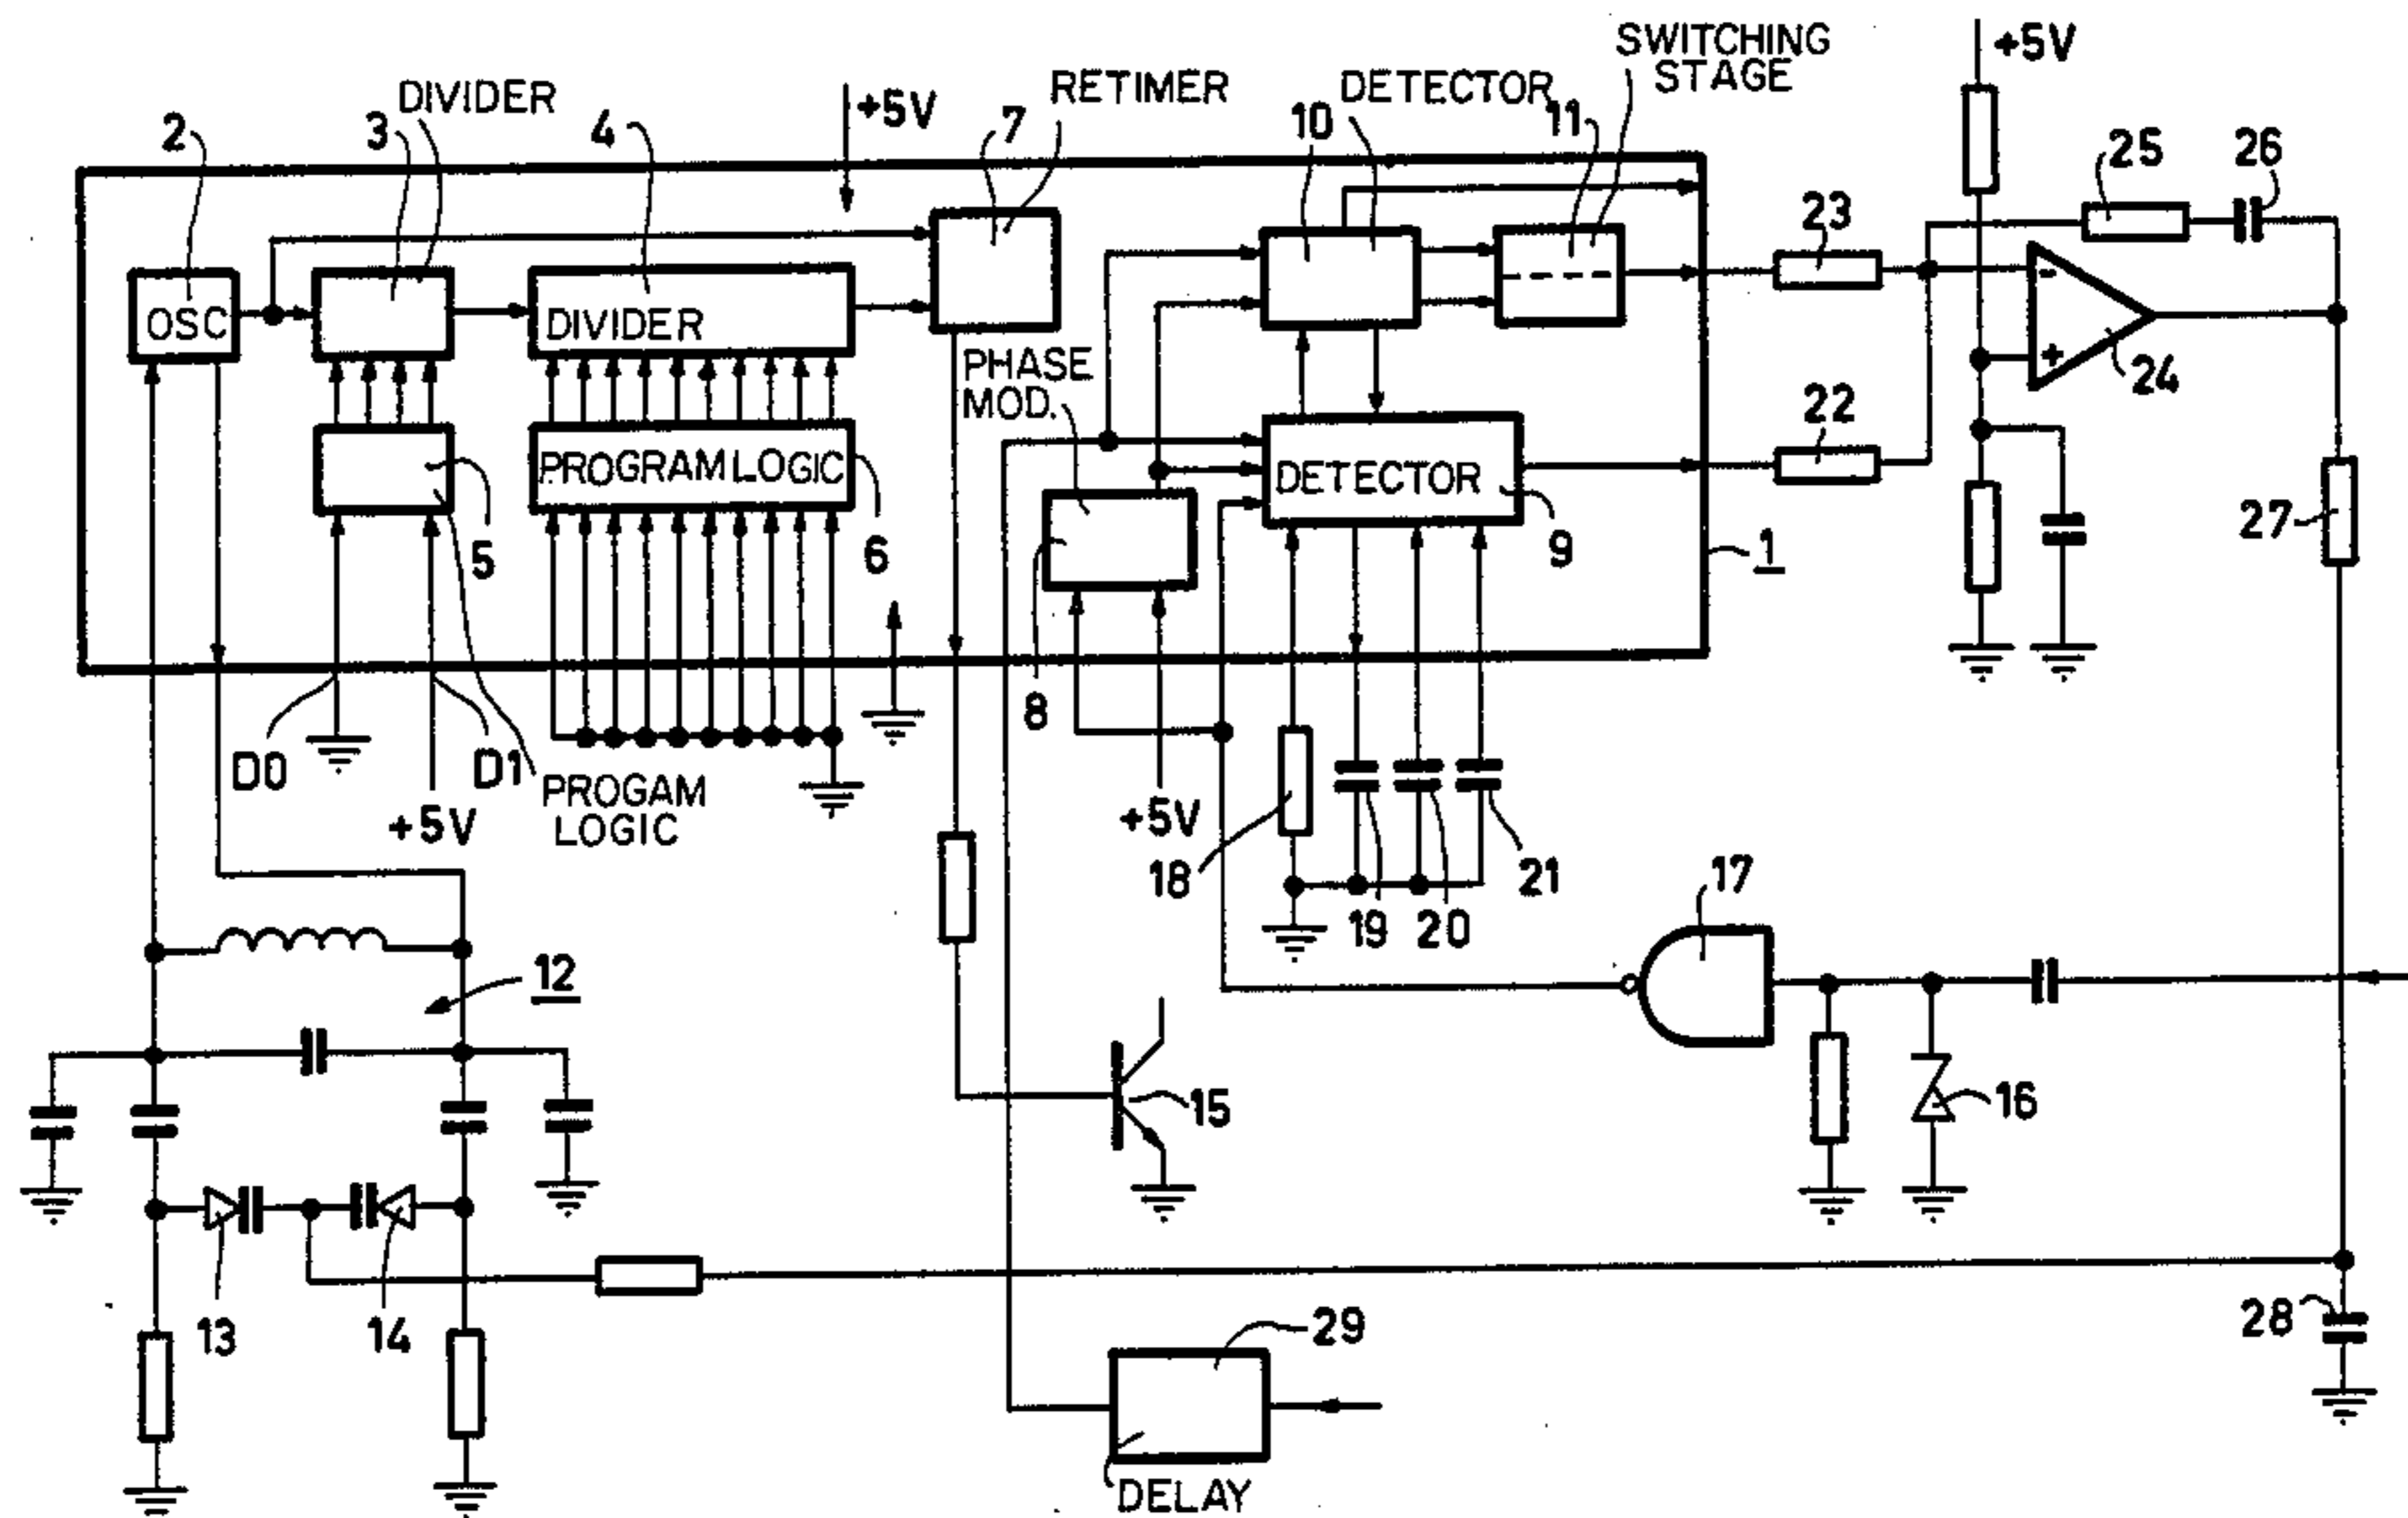 SWITCHING
STAGE
+5V
DIVIDER
RETIMER
DETECTOR
2
3
4
+5V
7
10
11
25
26
23
OSC
DIVIDER
PHASE
MOD.
24
22
PROGRAM LOGIC
DETECTOR
5
6
9
1
27
8
D0
D1
PROGAM
LOGIC
+5V
+5V
18
19
20
21
17
12
15
16
13
14
29
28
DELAY
-
+